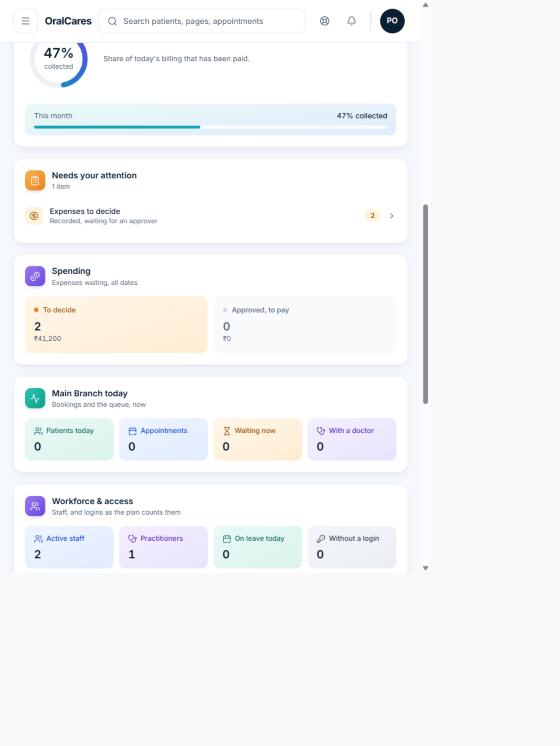 OralCares
Search patients, pages, appointments
PO
47%
collected
Share of today's billing that has been paid.
This month
47% collected
Needs your attention
1 item
Expenses to decide
Recorded, waiting for an approver
2
Spending
Expenses waiting, all dates
To decide
2
₹41,200
Approved, to pay
0
₹0
Main Branch today
Bookings and the queue, now
Patients today
0
Appointments
0
Waiting now
0
With a doctor
0
Workforce & access
Staff, and logins as the plan counts them
Active staff
2
Practitioners
1
On leave today
0
Without a login
0